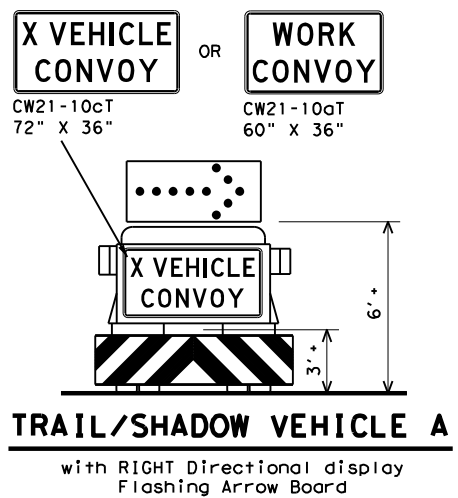 X VEHICLE
CONVOY
OR
WORK
CONVOY
CW21-10cT
72" X 36"
CW21-10aT
60" X 36"
X VEHICLE
CONVOY
6' +
3' +
TRAIL/SHADOW VEHICLE A
with RIGHT Directional display
Flashing Arrow Board